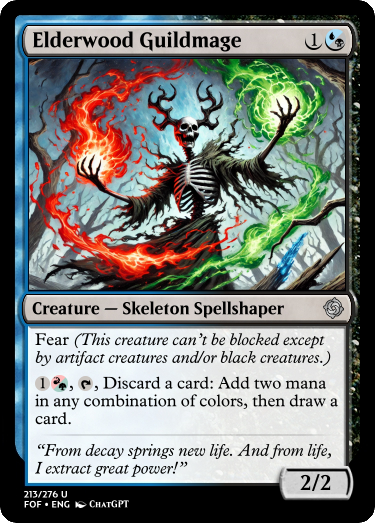 Elderwood Guildmage 1
Creature — Skeleton Spellshaper
Fear (This creature can't be blocked except
by artifact creatures and/or black creatures.)
1, , Discard a card: Add two mana
in any combination of colors, then draw a
card.
“From decay springs new life. And from life,
I extract great power!”
2/2
213/276 U
FOF • ENG ChatGPT